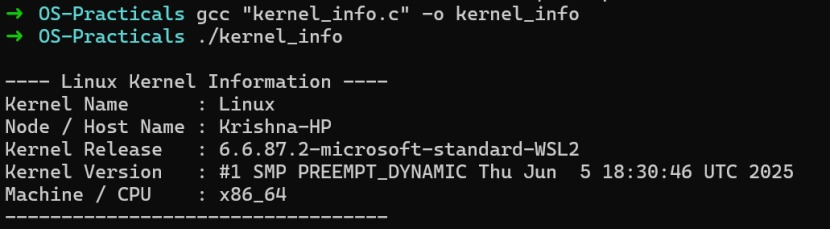 ➜ OS-Practicals gcc "kernel_info.c" -o kernel_info
➜ OS-Practicals ./kernel_info

---- Linux Kernel Information ----
Kernel Name      : Linux
Node / Host Name : Krishna-HP
Kernel Release   : 6.6.87.2-microsoft-standard-WSL2
Kernel Version   : #1 SMP PREEMPT_DYNAMIC Thu Jun  5 18:30:46 UTC 2025
Machine / CPU    : x86_64
----------------------------------